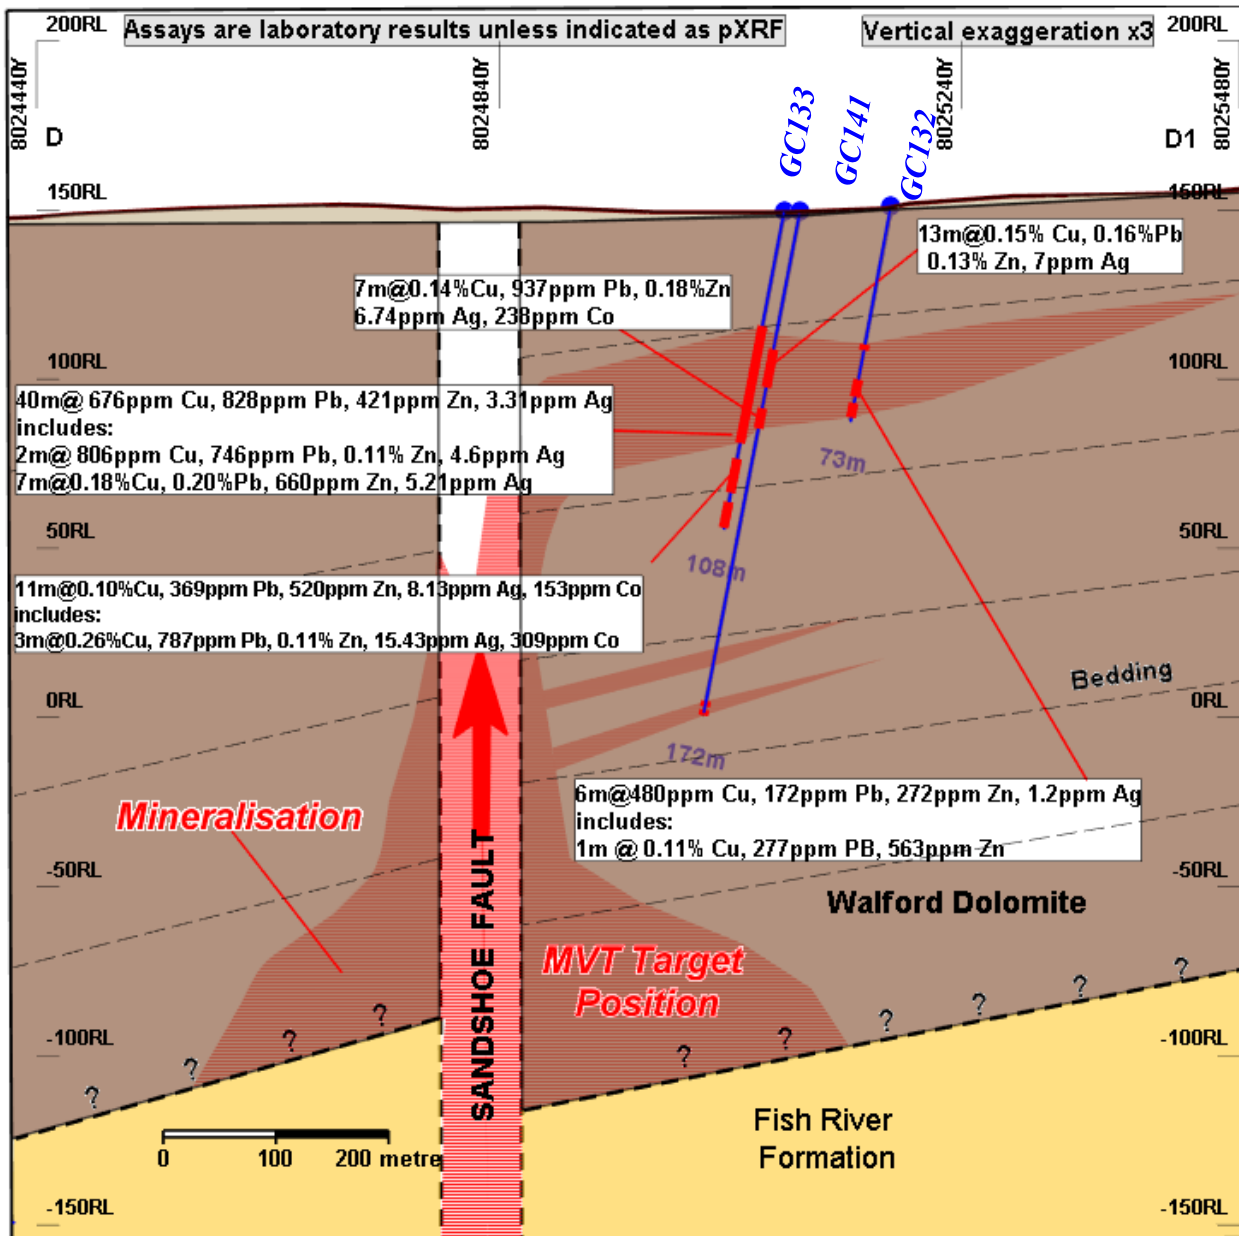 200RL
Assays are laboratory results unless indicated as pXRF
Vertical exaggeration x3
200RL
8024440Y
8024840Y
8025240Y
8025480Y
D
D1
GC133
GC141
GC132
150RL
150RL
13m@0.15% Cu, 0.16%Pb
0.13% Zn, 7ppm Ag
7m@0.14%Cu, 937ppm Pb, 0.18%Zn
6.74ppm Ag, 238ppm Co
100RL
100RL
40m@ 676ppm Cu, 828ppm Pb, 421ppm Zn, 3.31ppm Ag
includes:
2m@ 806ppm Cu, 746ppm Pb, 0.11% Zn, 4.6ppm Ag
7m@0.18%Cu, 0.20%Pb, 660ppm Zn, 5.21ppm Ag
73m
50RL
50RL
108m
11m@0.10%Cu, 369ppm Pb, 520ppm Zn, 8.13ppm Ag, 153ppm Co
includes:
3m@0.26%Cu, 787ppm Pb, 0.11% Zn, 15.43ppm Ag, 309ppm Co
Bedding
0RL
0RL
172m
6m@480ppm Cu, 172ppm Pb, 272ppm Zn, 1.2ppm Ag
includes:
1m @ 0.11% Cu, 277ppm PB, 563ppm Zn
Mineralisation
-50RL
-50RL
SANDSHOE FAULT
Walford Dolomite
MVT Target
Position
? ? ? ?
? ? ? ? ? ?
-100RL
-100RL
Fish River
Formation
0 100 200 metre
-150RL
-150RL